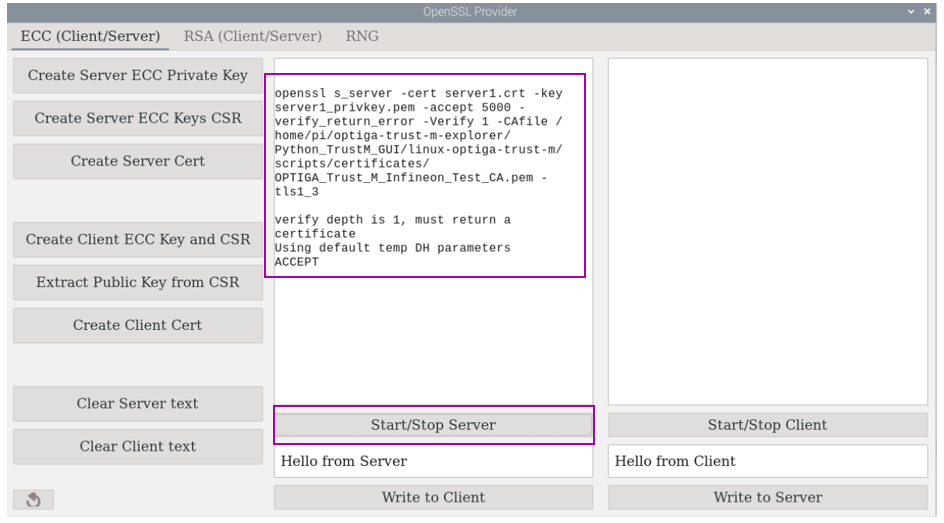 OpenSSL Provider
ECC (Client/Server) RSA (Client/Server) RNG
Create Server ECC Private Key
Create Server ECC Keys CSR
Create Server Cert
Create Client ECC Key and CSR
Extract Public Key from CSR
Create Client Cert
Clear Server text
Clear Client text
openssl s_server -cert server1.crt -key
server1_privkey.pem -accept 5000 -
verify_return_error -Verify 1 -CAfile /
home/pi/optiga-trust-m-explorer/
Python_TrustM_GUI/linux-optiga-trust-m/
scripts/certificates/
OPTIGA_Trust_M_Infineon_Test_CA.pem -
tls1_3
verify depth is 1, must return a
certificate
Using default temp DH parameters
ACCEPT
Start/Stop Server
Hello from Server
Write to Client
Start/Stop Client
Hello from Client
Write to Server